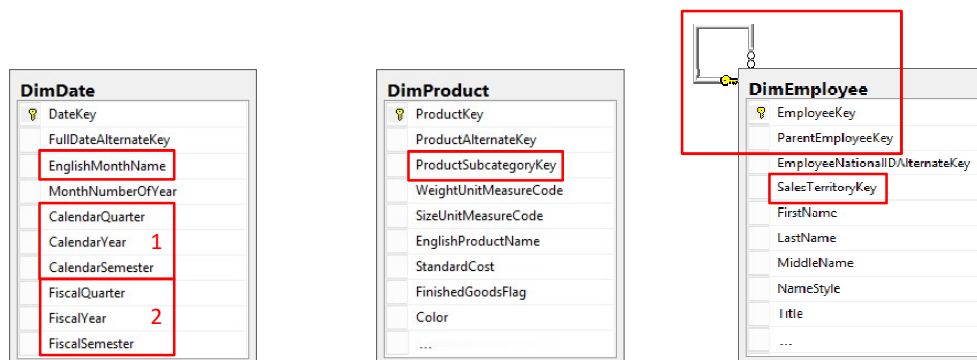 DimDate
DateKey
FullDateAlternateKey
EnglishMonthName
MonthNumberOfYear
CalendarQuarter
CalendarYear 1
CalendarSemester
FiscalQuarter
FiscalYear 2
FiscalSemester
DimProduct
ProductKey
ProductAlternateKey
ProductSubcategoryKey
WeightUnitMeasureCode
SizeUnitMeasureCode
EnglishProductName
StandardCost
FinishedGoodsFlag
Color
...
DimEmployee
EmployeeKey
ParentEmployeeKey
EmployeeNationalIDAlternateKey
SalesTerritoryKey
FirstName
LastName
MiddleName
NameStyle
Title
...